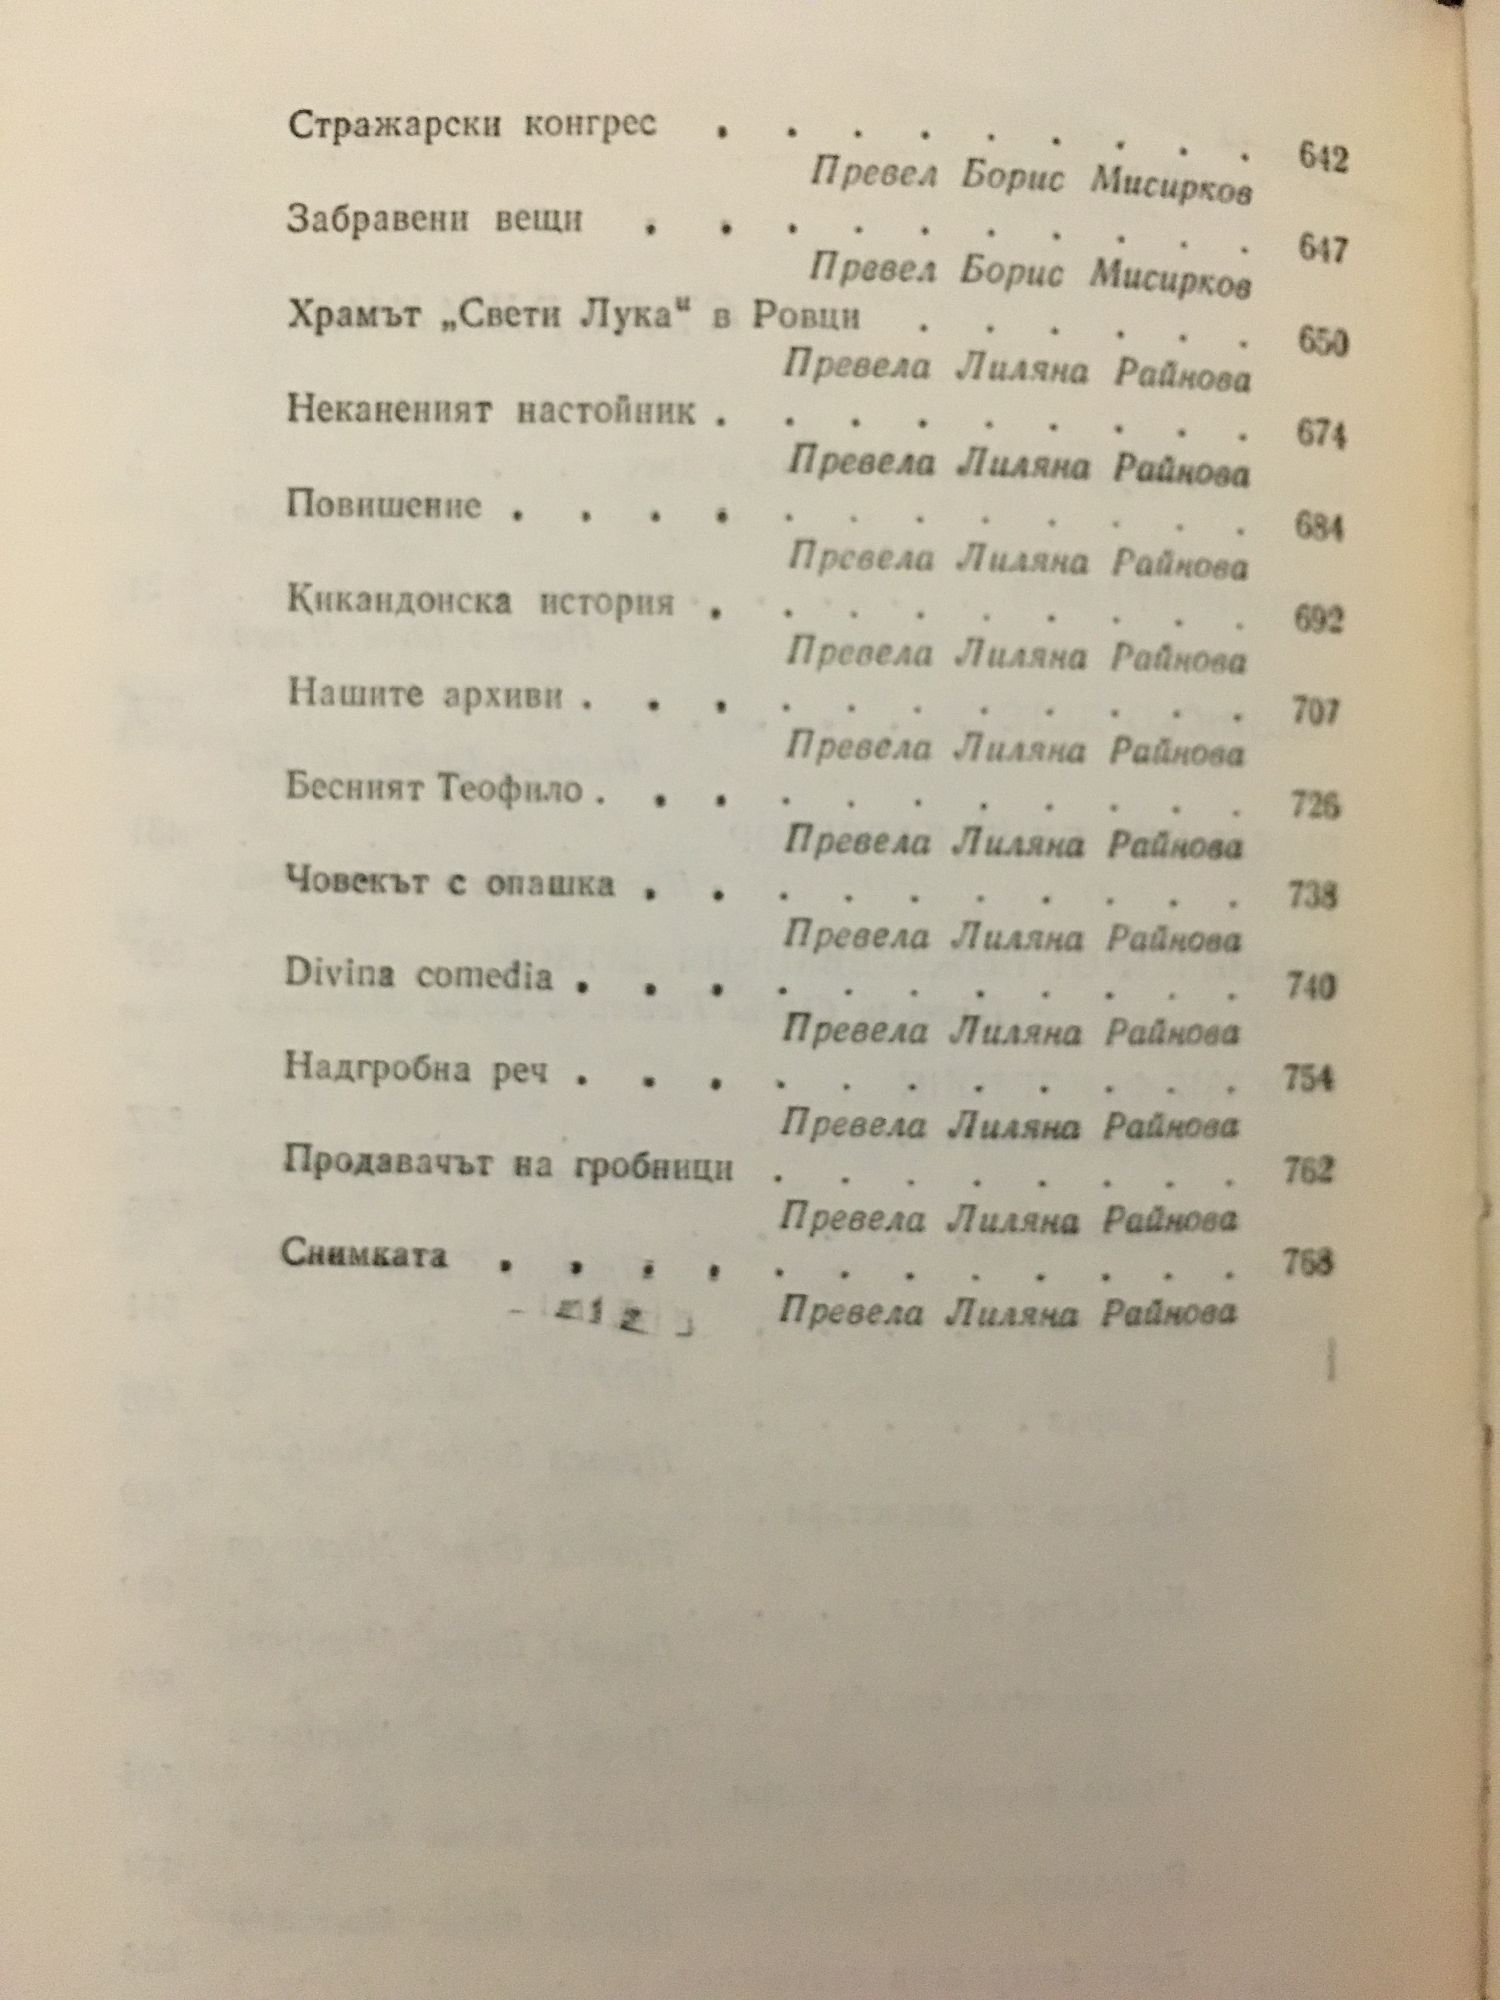 Стражарски конгрес . . . . . . . . . 642
Превел Борис Мисирков
Забравени вещи . . . . . . . . . . 647
Превел Борис Мисирков
Храмът „Свети Лука“ в Ровци . . . . . . 650
Превела Лиляна Райнова
Неканеният настойник . . . . . . . . . 674
Превела Лиляна Райнова
Повишение . . . . . . . . . . . . 684
Превела Лиляна Райнова
Кикандонска история . . . . . . . . . 692
Превела Лиляна Райнова
Нашите архиви . . . . . . . . . . . 707
Превела Лиляна Райнова
Бесният Теофило . . . . . . . . . . 726
Превела Лиляна Райнова
Човекът с опашка . . . . . . . . . . 738
Превела Лиляна Райнова
Divina comedia . . . . . . . . . . . 740
Превела Лиляна Райнова
Надгробна реч . . . . . . . . . . . 754
Превела Лиляна Райнова
Продавачът на гробници . . . . . . . . 762
Превела Лиляна Райнова
Снимката . . . . . . . . . . . . 768
Превела Лиляна Райнова